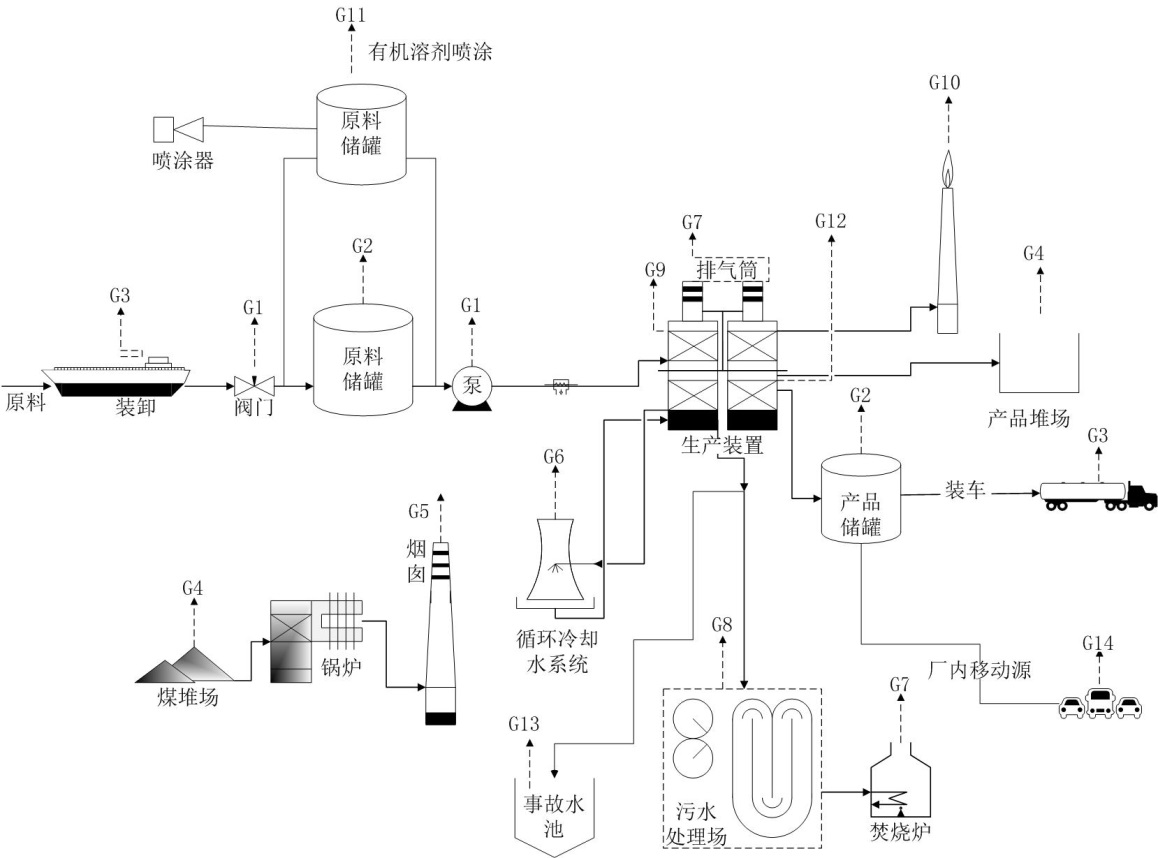 G11
有机溶剂喷涂
原料
储罐
喷涂器
G10
G7
G12
G2
排气筒
G9
G4
G3
G1
G1
原料
储罐
泵
原料
装卸
阀门
G2
产品堆场
生产装置
G3
G6
装车
产品
储罐
G5
烟
囱
G4
循环冷却
水系统
G8
锅炉
G14
厂内移动源
煤堆场
G7
G13
事故水
池
污水
处理场
焚烧炉